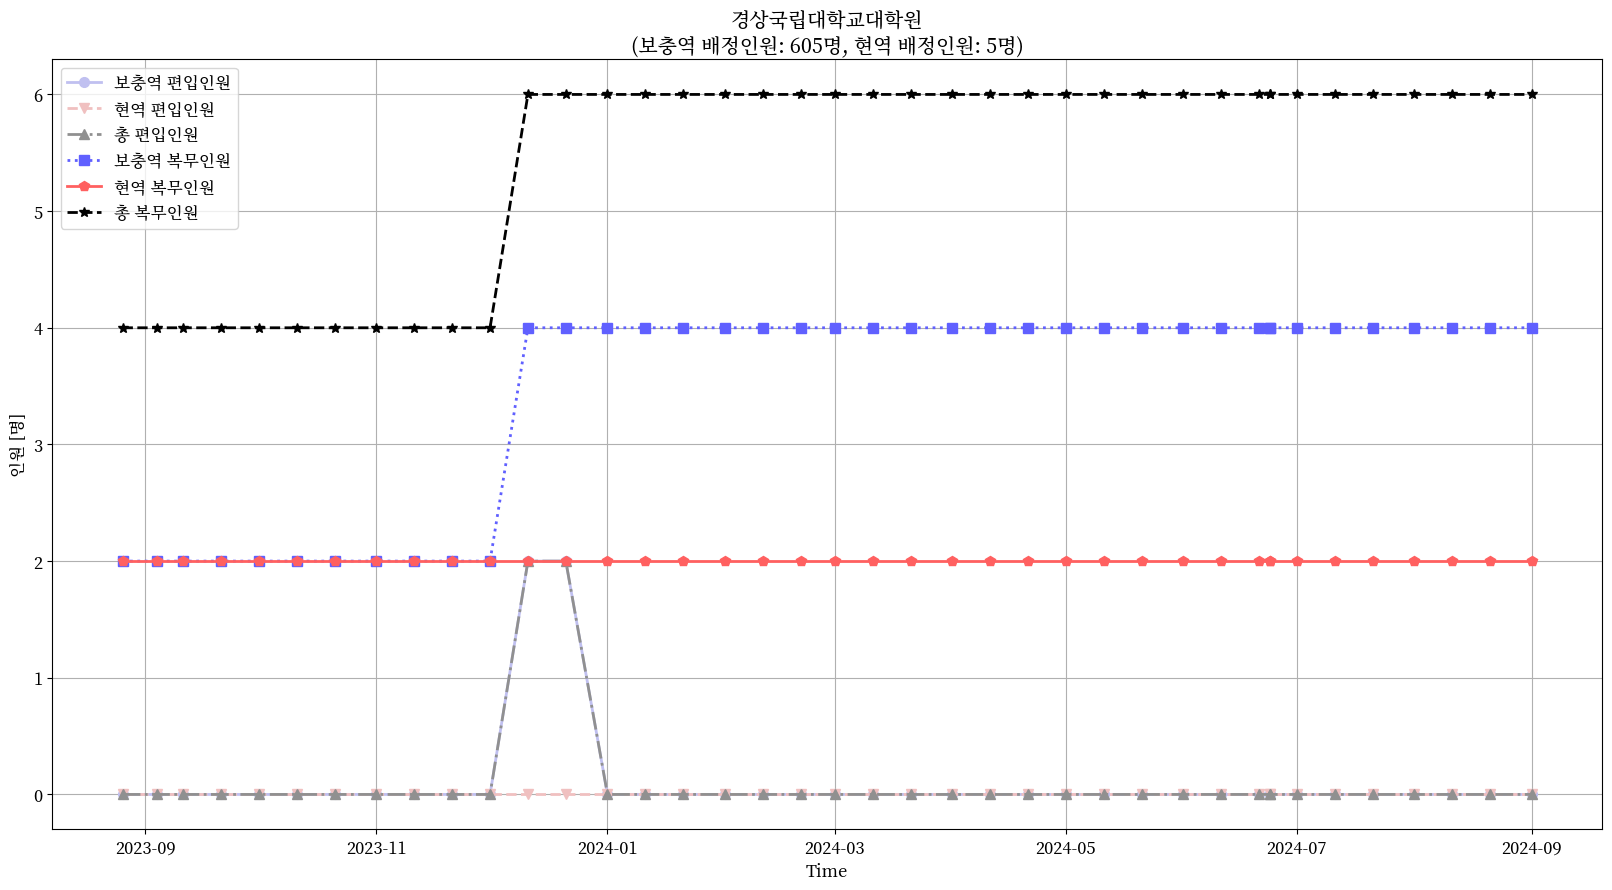 경상국립대학교대학원
(보충역 배정인원: 605명, 현역 배정인원: 5명)
보충역 편입인원
현역 편입인원
총 편입인원
보충역 복무인원
현역 복무인원
총 복무인원
인원 [명]
6
5
4
3
2
1
0
2023-09
2023-11
2024-01
2024-03
2024-05
2024-07
2024-09
Time